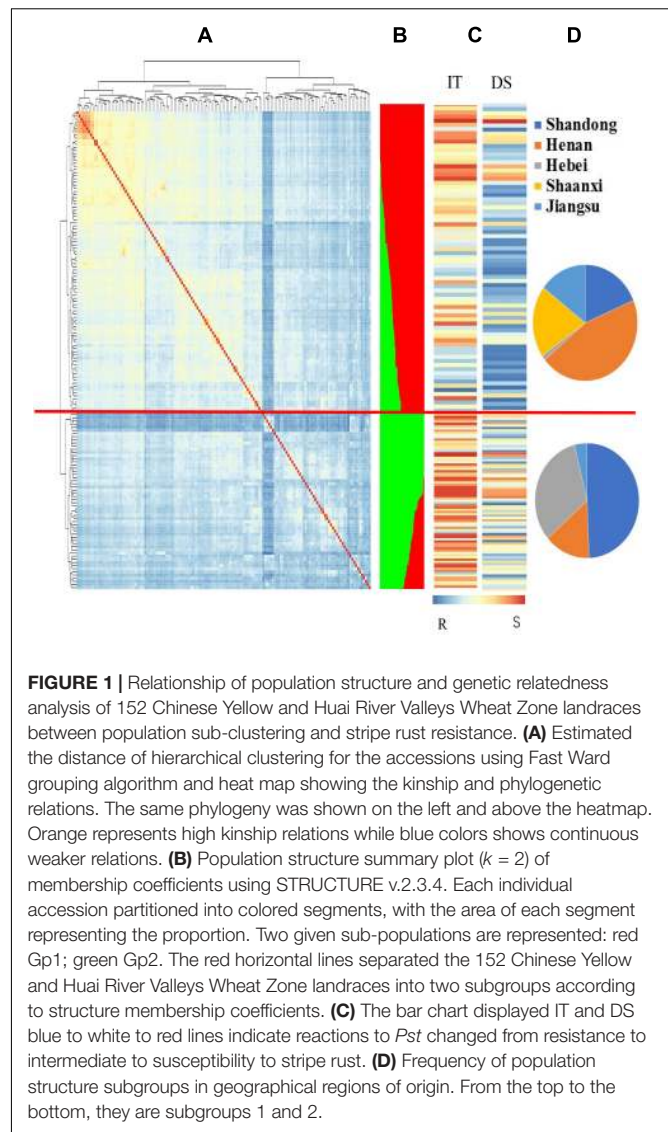 A B C D
IT DS
Shandong
Henan
Hebei
Shaanxi
Jiangsu
R S
FIGURE 1 | Relationship of population structure and genetic relatedness
analysis of 152 Chinese Yellow and Huai River Valleys Wheat Zone landraces
between population sub-clustering and stripe rust resistance. (A) Estimated
the distance of hierarchical clustering for the accessions using Fast Ward
grouping algorithm and heat map showing the kinship and phylogenetic
relations. The same phylogeny was shown on the left and above the heatmap.
Orange represents high kinship relations while blue colors shows continuous
weaker relations. (B) Population structure summary plot (k = 2) of
membership coefficients using STRUCTURE v.2.3.4. Each individual
accession partitioned into colored segments, with the area of each segment
representing the proportion. Two given sub-populations are represented: red
Gp1; green Gp2. The red horizontal lines separated the 152 Chinese Yellow
and Huai River Valleys Wheat Zone landraces into two subgroups according
to structure membership coefficients. (C) The bar chart displayed IT and DS
blue to white to red lines indicate reactions to Pst changed from resistance to
intermediate to susceptibility to stripe rust. (D) Frequency of population
structure subgroups in geographical regions of origin. From the top to the
bottom, they are subgroups 1 and 2.